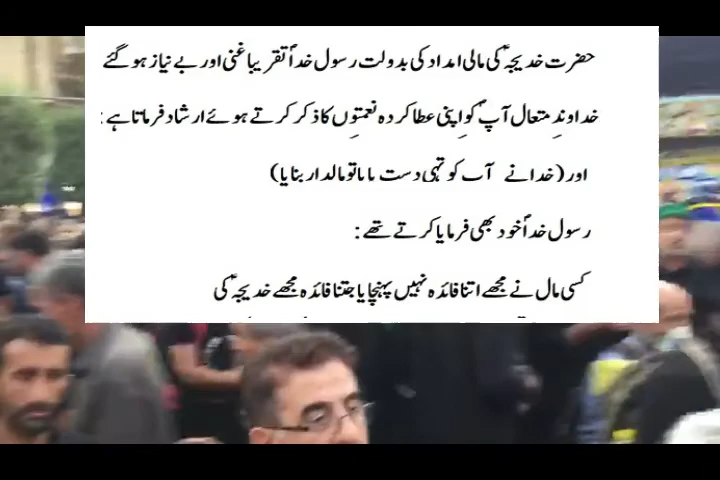 حضرت خدیجہؑ کی مالی امداد کی بدولت رسول خداؐ تقریبا غنی اور بے نیاز ہو گئے
خداوندِ متعال آپؐ کو اپنی عطا کردہ نعمتوں کا ذکر کرتے ہوئے ارشاد فرماتا ہے :
اور (خدا نے آپ کو تہی دست پایا تو مالدار بنایا)
رسول خداؐ خود بھی فرمایا کرتے تھے :
کسی مال نے مجھے اتنا فائدہ نہیں پہنچایا جتنا فائدہ مجھے خدیجہؑ کی